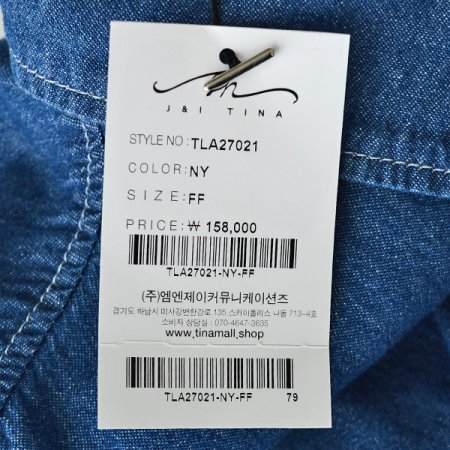 J&I TINA
STYLE NO: TLA27021
COLOR: NY
SIZE: FF
PRICE: ₩ 158,000
TLA27021-NY-FF
(주)엠엔제이커뮤니케이션즈
경기도 하남시 미사강변한강로 135 스카이폴리스 나동 713-4호
소비자 상담실 : 070-4647-3635
www.tinamall.shop
TLA27021-NY-FF 79